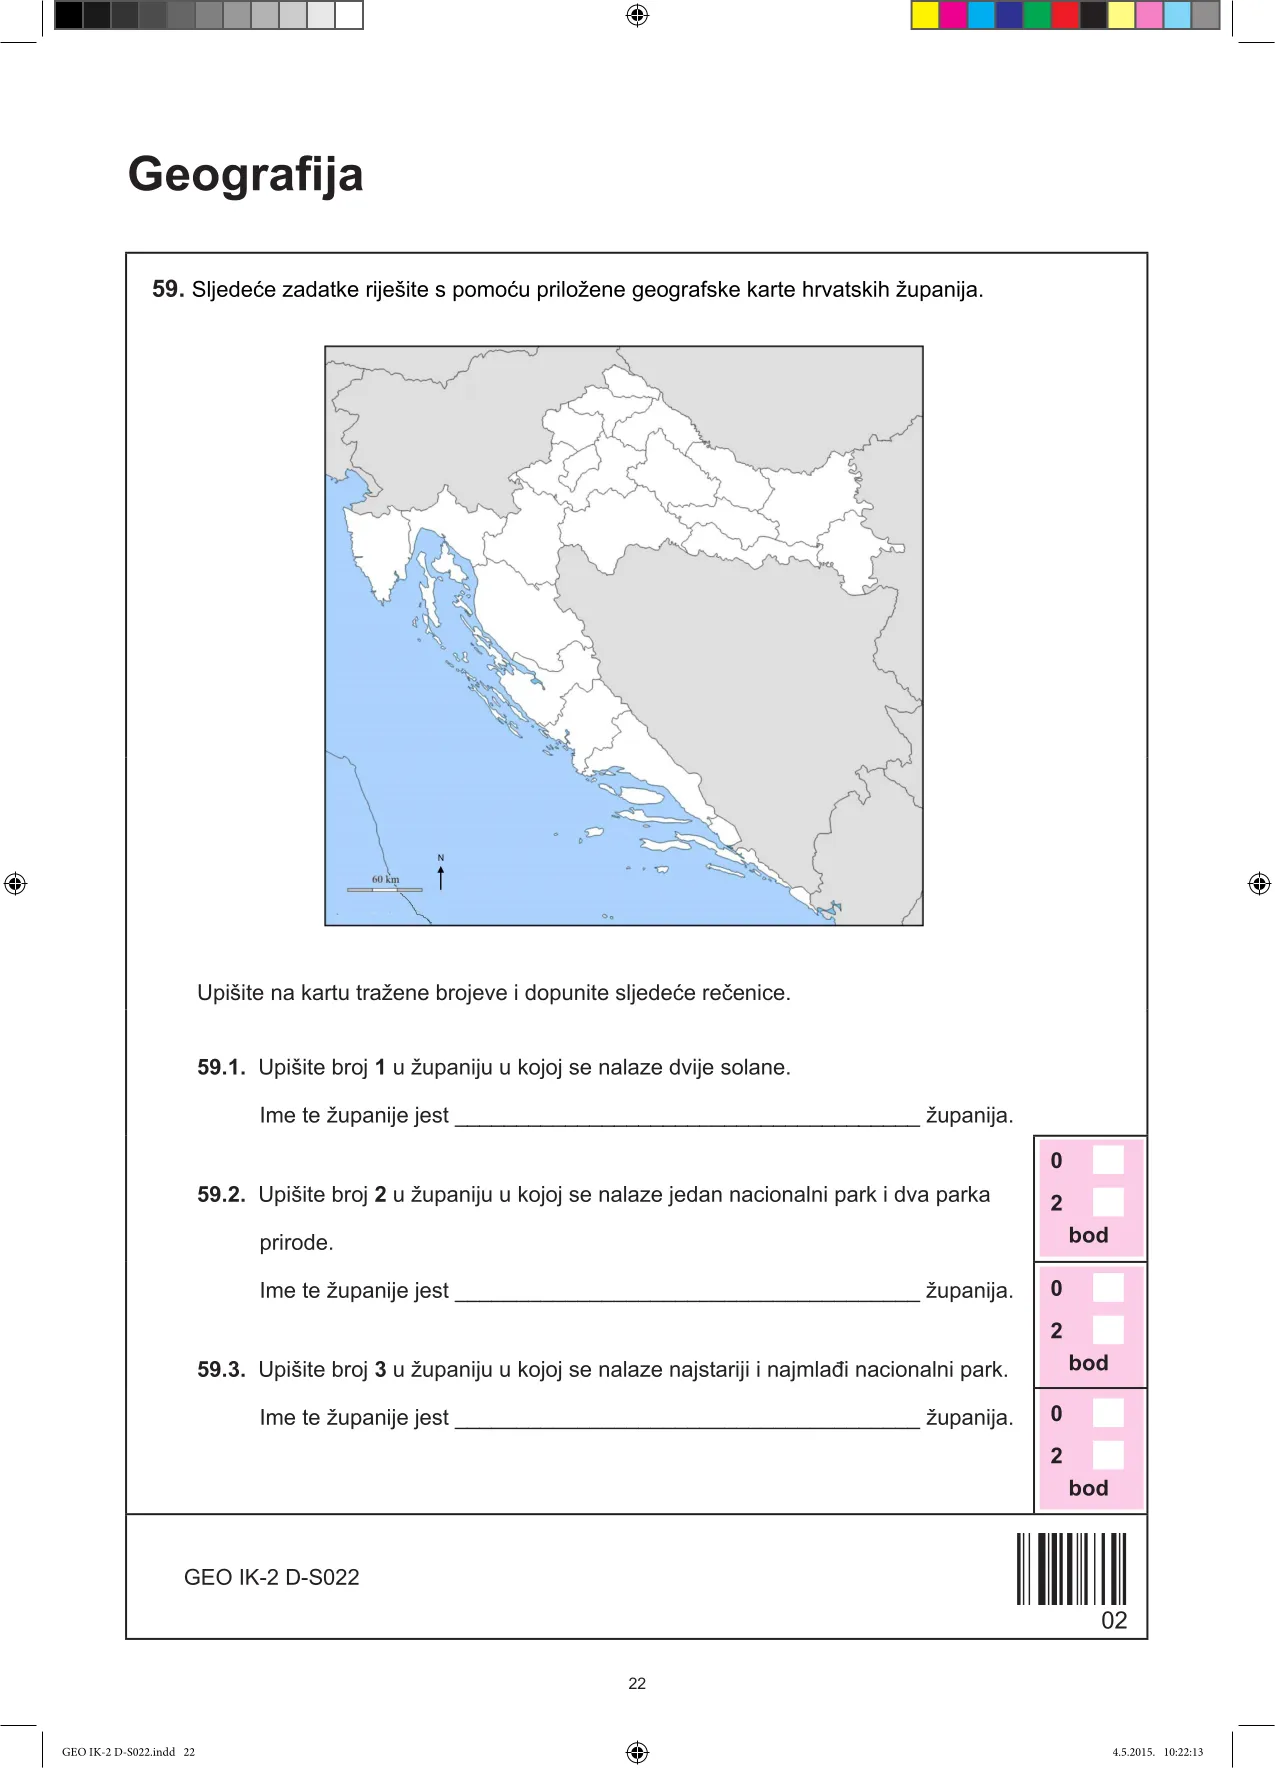 Geografija
59. Sljedeće zadatke riješite s pomoću priložene geografske karte hrvatskih županija.
N
60 km
Upišite na kartu tražene brojeve i dopunite sljedeće rečenice.
59.1. Upišite broj 1 u županiju u kojoj se nalaze dvije solane.
Ime te županije jest ______________________________________ županija.
0
2
bod
59.2. Upišite broj 2 u županiju u kojoj se nalaze jedan nacionalni park i dva parka
prirode.
Ime te županije jest ______________________________________ županija.
0
2
bod
59.3. Upišite broj 3 u županiju u kojoj se nalaze najstariji i najmlađi nacionalni park.
Ime te županije jest ______________________________________ županija.
0
2
bod
GEO IK-2 D-S022
02
22
GEO IK-2 D-S022.indd 22
4.5.2015. 10:22:13